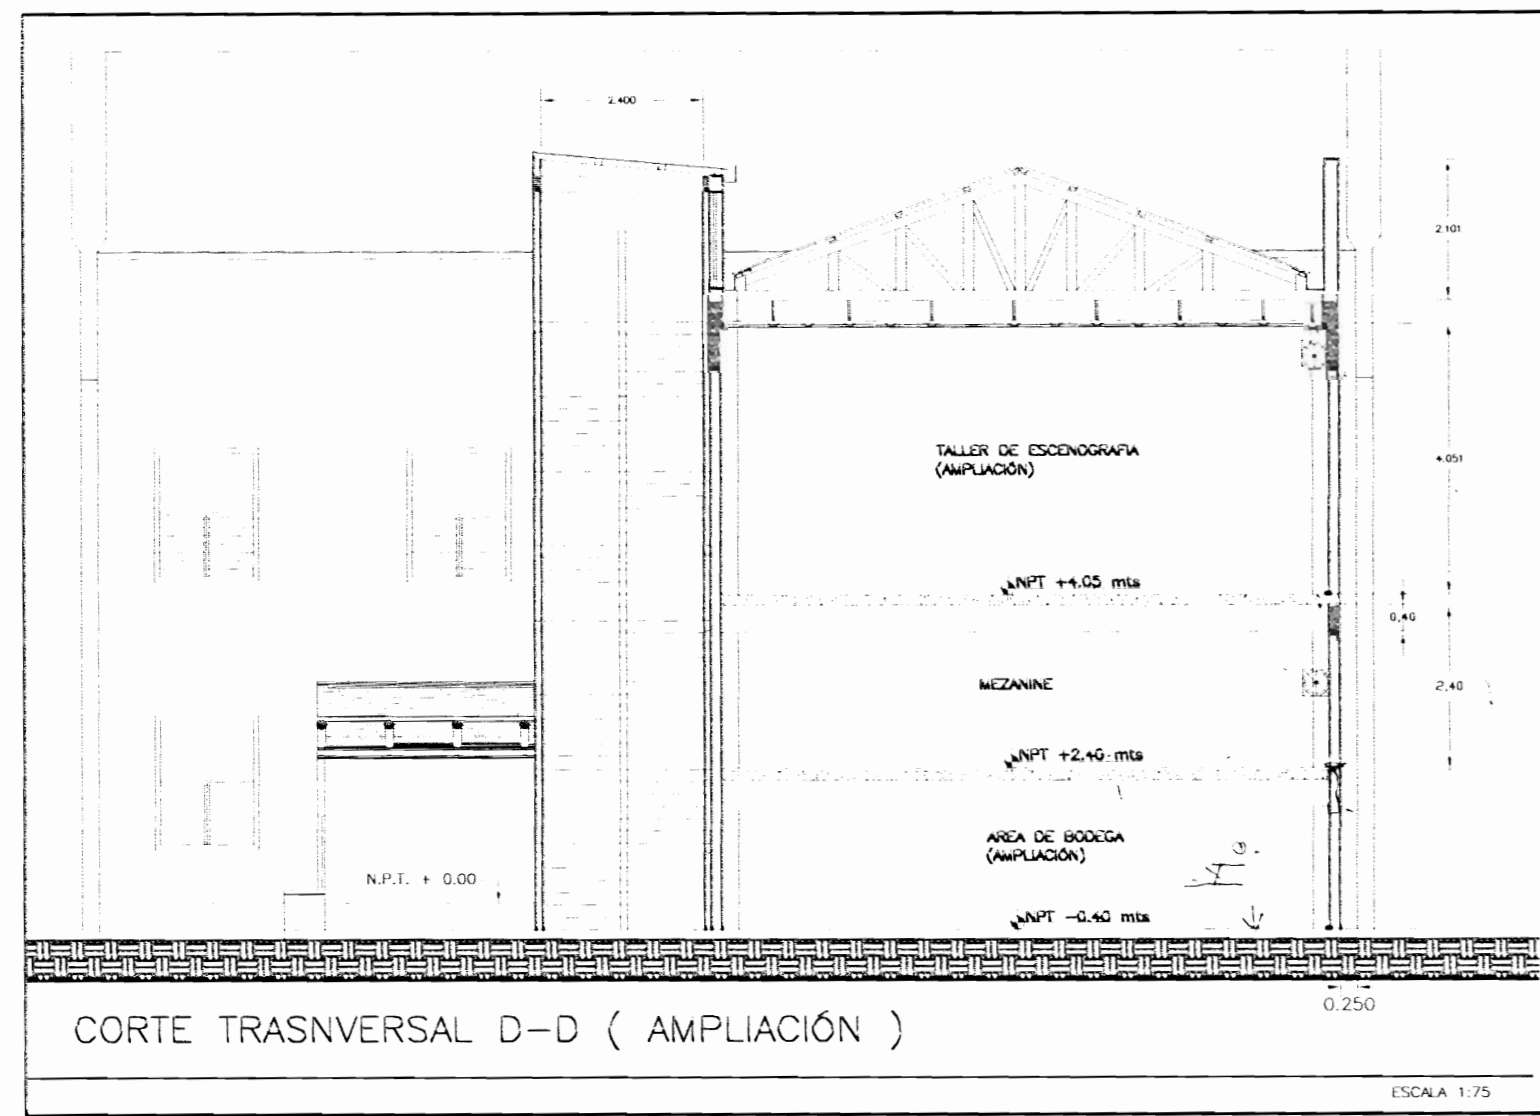 2.400
2.101
TALLER DE ESCENOGRAFIA
(AMPLIACIÓN)
4.051
NPT +4.05 mts
0,40
MEZANINE
2,40
NPT +2.40 mts
AREA DE BODEGA
(AMPLIACIÓN)
N.P.T. + 0.00
NPT -0.40 mts
0.250
CORTE TRASNVERSAL D-D ( AMPLIACIÓN )
ESCALA 1:75